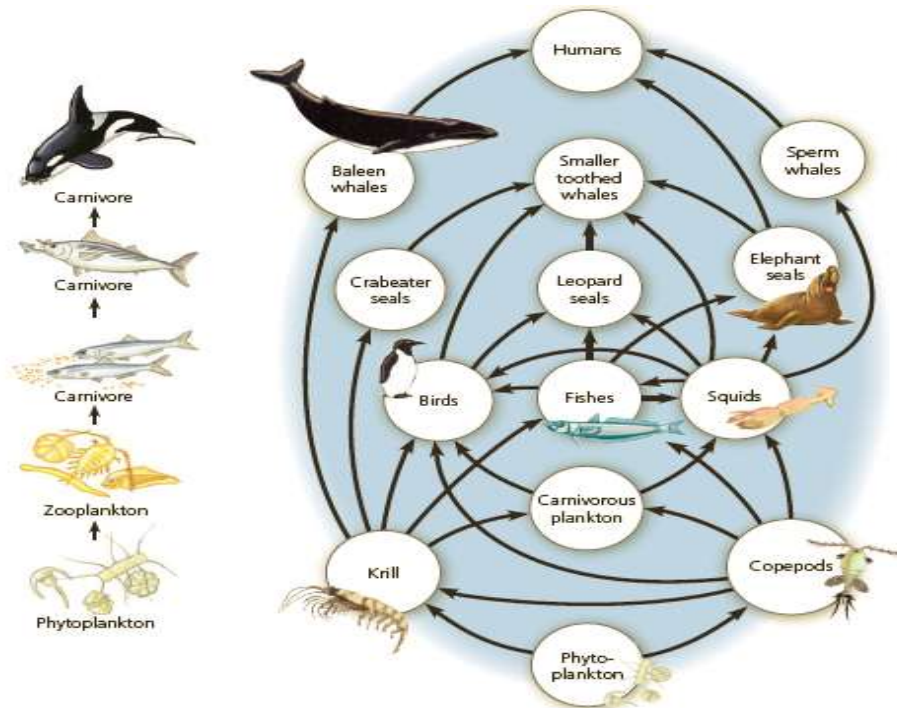 Carnivore
Carnivore
Carnivore
Zooplankton
Phytoplankton
Humans
Baleen
whales
Smaller
toothed
whales
Sperm
whales
Crabeater
seals
Leopard
seals
Elephant
seals
Birds
Fishes
Squids
Carnivorous
plankton
Krill
Copepods
Phyto-
plankton